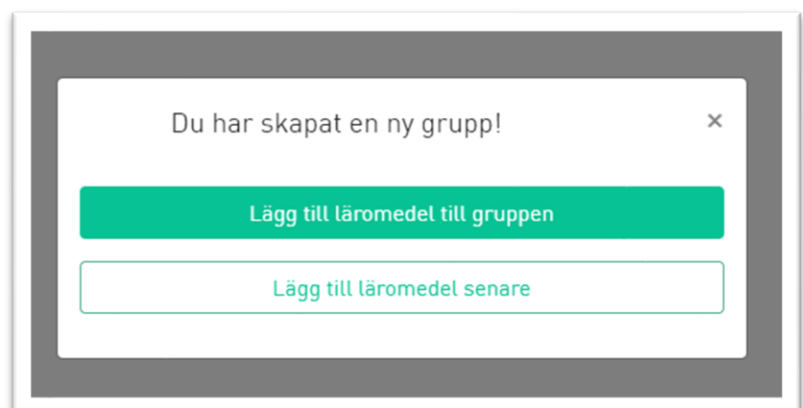 Du har skapat en ny grupp!
Lägg till läromedel till gruppen
Lägg till läromedel senare